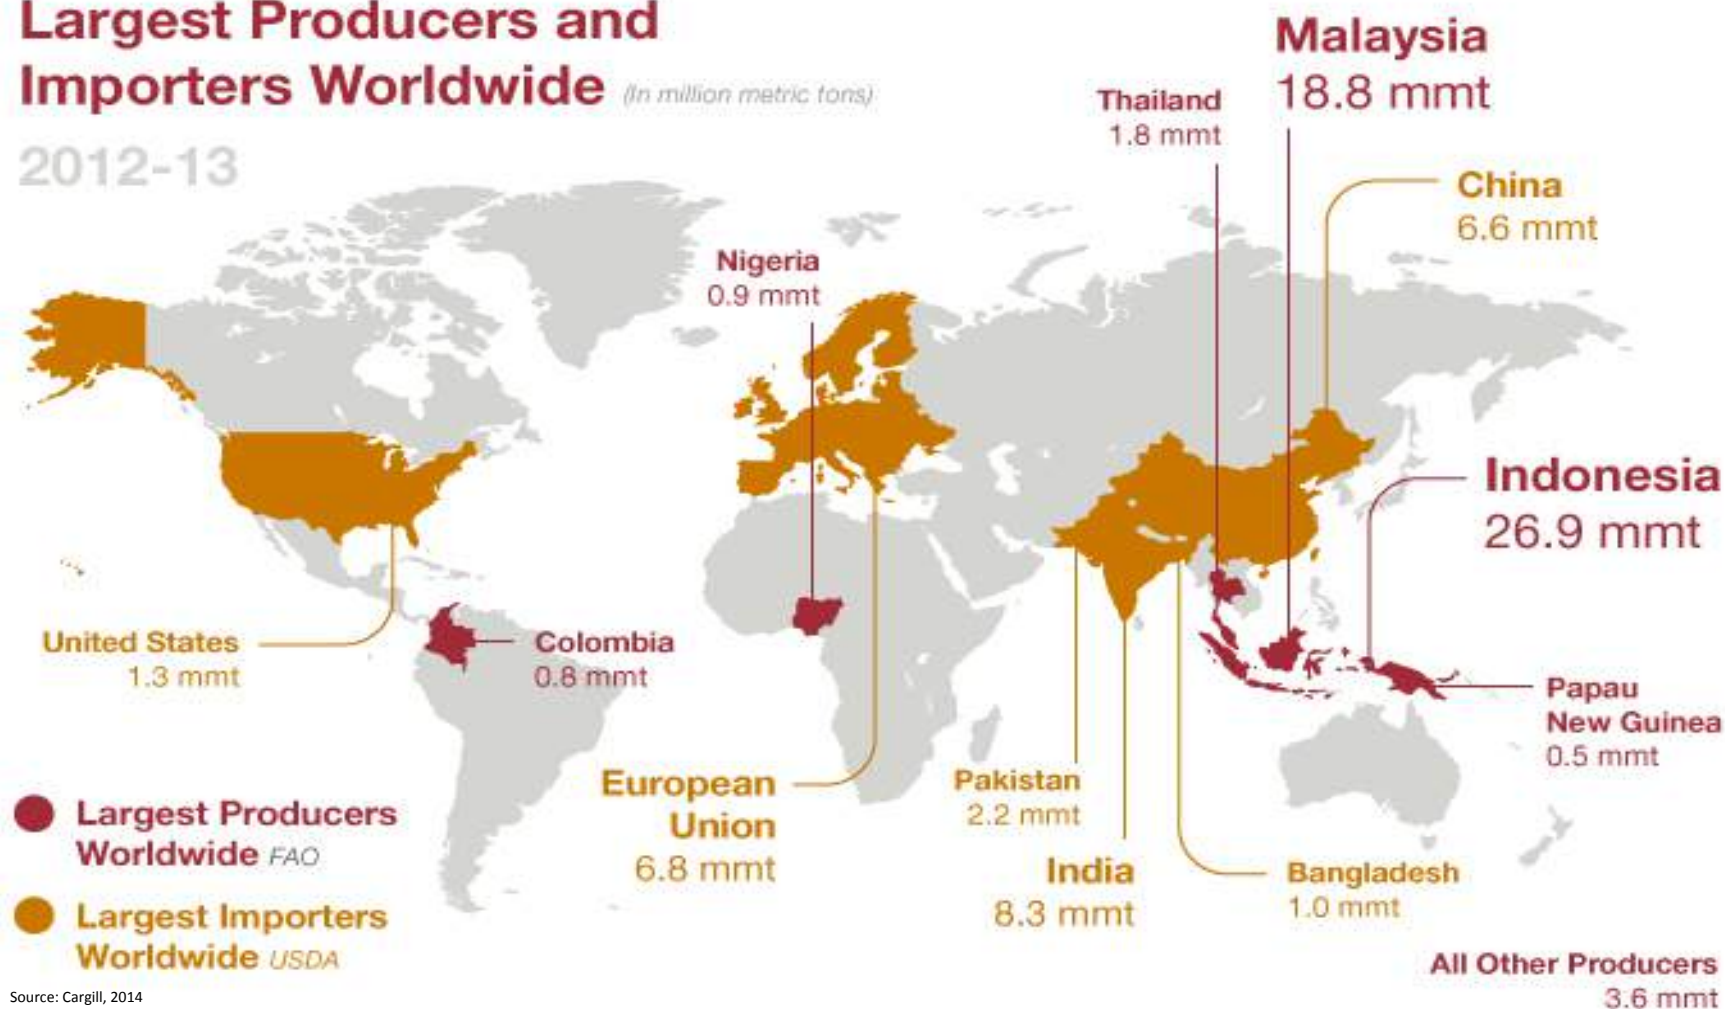 Largest Producers and
Importers Worldwide (In million metric tons)
2012-13
Malaysia
18.8 mmt
Thailand
1.8 mmt
China
6.6 mmt
Nigeria
0.9 mmt
Indonesia
26.9 mmt
United States
1.3 mmt
Colombia
0.8 mmt
Papau
New Guinea
0.5 mmt
European
Union
6.8 mmt
Pakistan
2.2 mmt
India
8.3 mmt
Bangladesh
1.0 mmt
Largest Producers
Worldwide FAO
Largest Importers
Worldwide USDA
All Other Producers
3.6 mmt
Source: Cargill, 2014